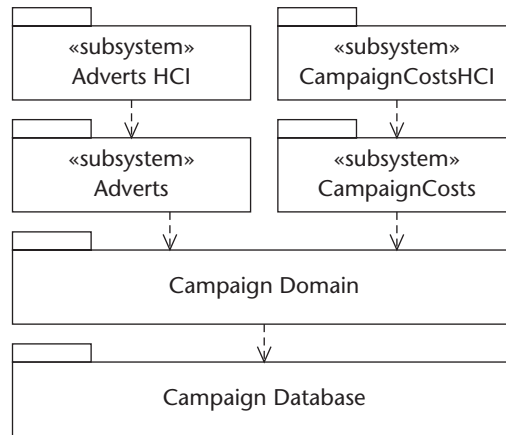 «subsystem»
Adverts HCI
«subsystem»
CampaignCostsHCI
«subsystem»
Adverts
«subsystem»
CampaignCosts
Campaign Domain
Campaign Database